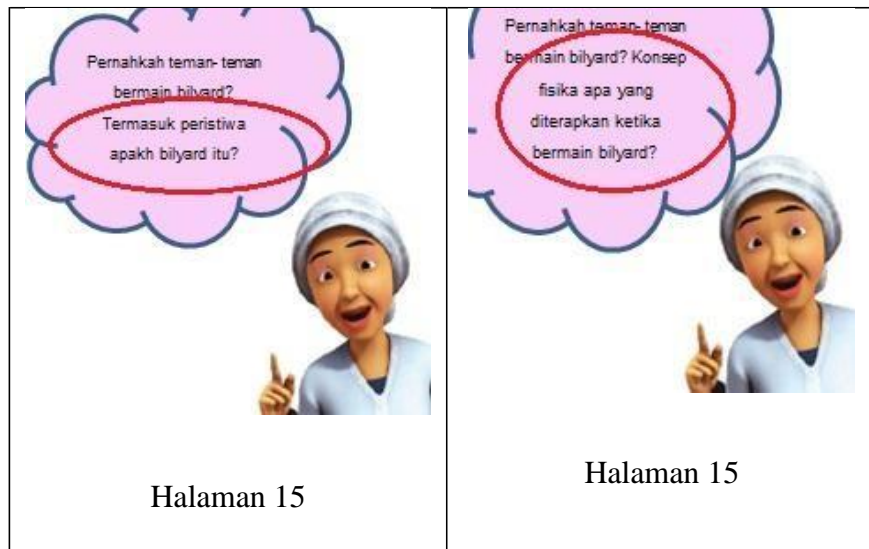 Pernahkah teman- teman
bermain bilyard?
Termasuk peristiwa
apakh bilyard itu?
Halaman 15
Pernahkah teman- teman
bermain bilyard? Konsep
fisika apa yang
diterapkan ketika
bermain bilyard?
Halaman 15